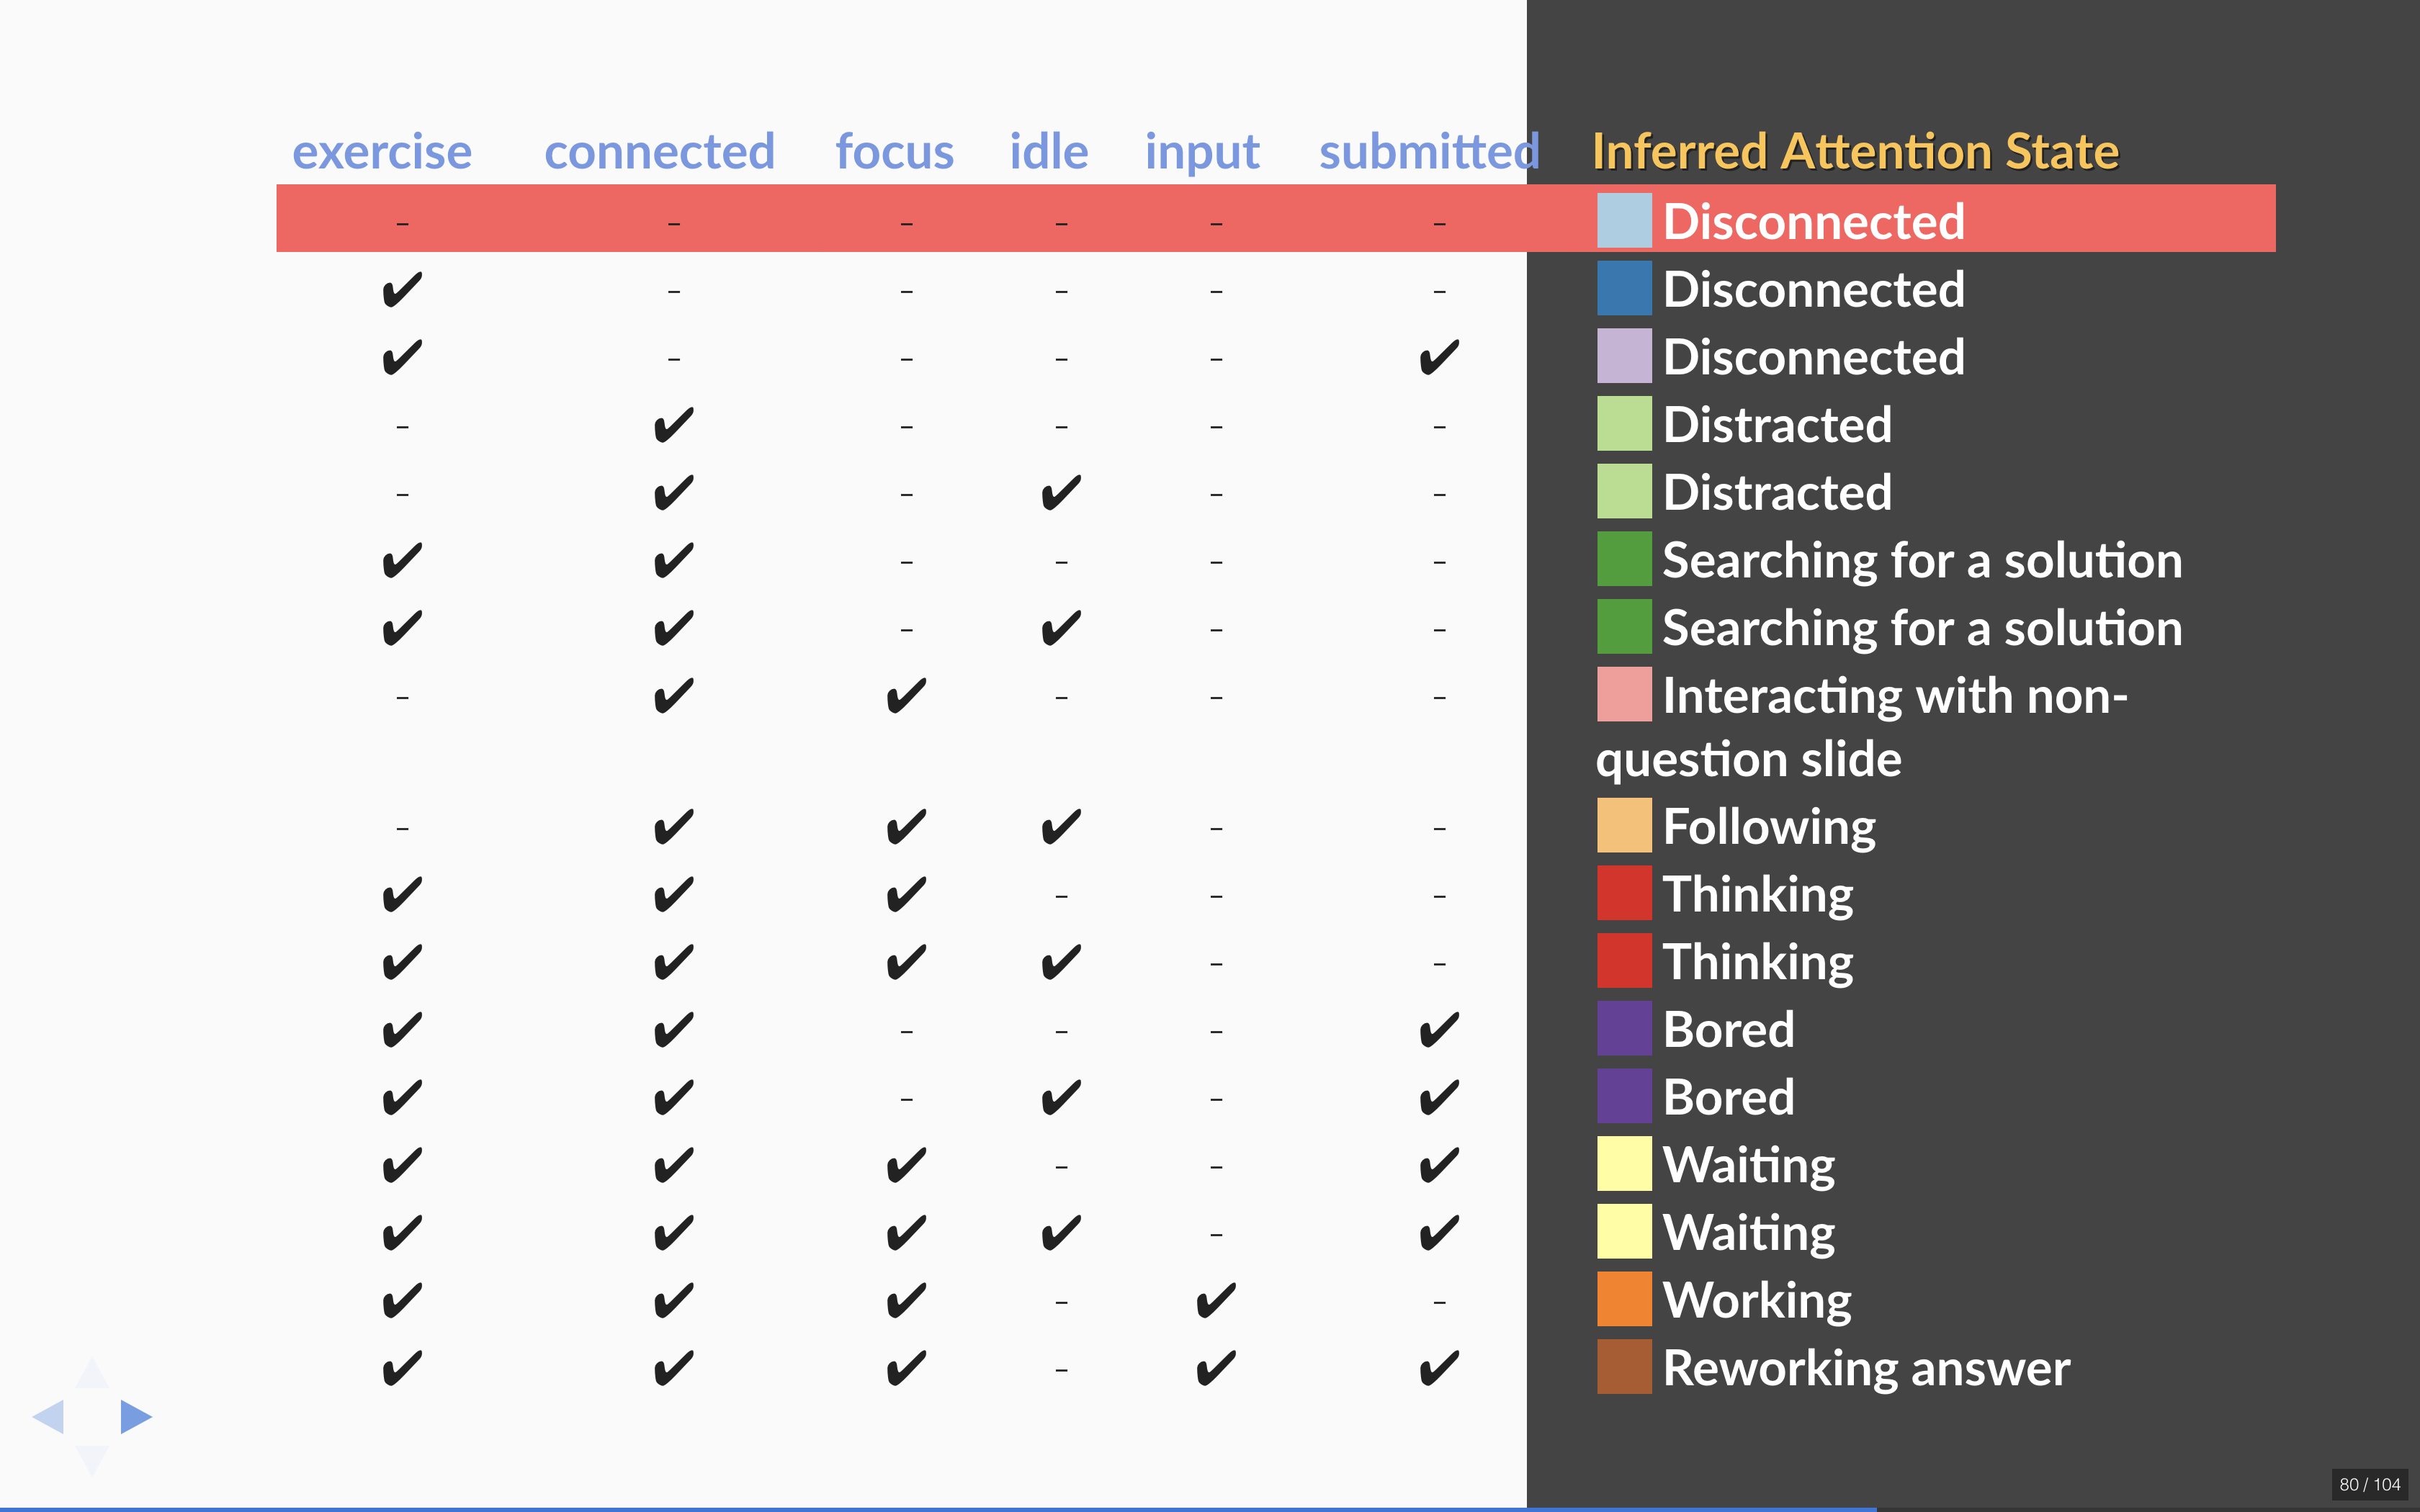 exercise connected focus idle input submitted Inferred Attention State
– – – – – – Disconnected
✔ – – – – – Disconnected
✔ – – – – ✔ Disconnected
– ✔ – – – – Distracted
– ✔ – ✔ – – Distracted
✔ ✔ – – – – Searching for a solution
✔ ✔ – ✔ – – Searching for a solution
– ✔ ✔ – – – Interacting with non-
question slide
– ✔ ✔ ✔ – – Following
✔ ✔ ✔ – – – Thinking
✔ ✔ ✔ ✔ – – Thinking
✔ ✔ – – – ✔ Bored
✔ ✔ – ✔ – ✔ Bored
✔ ✔ ✔ – – ✔ Waiting
✔ ✔ ✔ ✔ – ✔ Waiting
✔ ✔ ✔ – ✔ – Working
✔ ✔ ✔ – ✔ ✔ Reworking answer
80 / 104